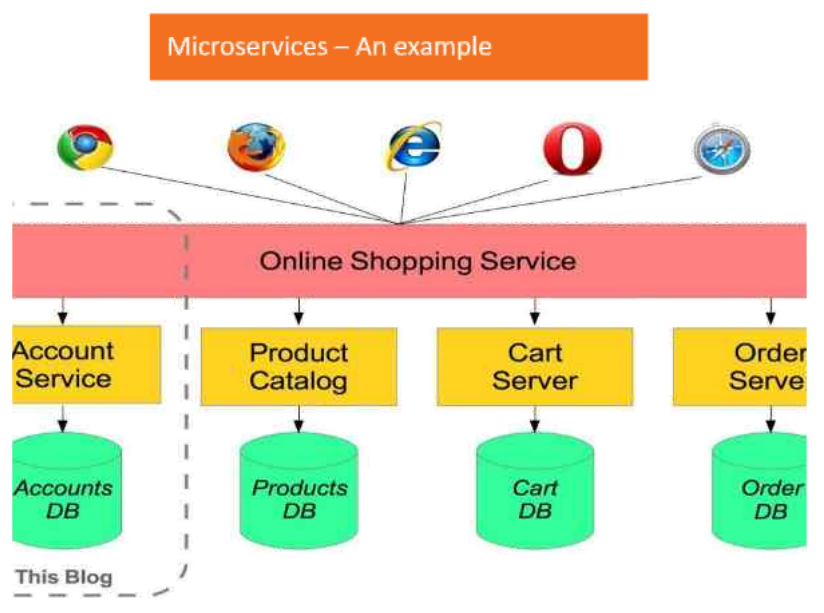 Microservices – An example
Online Shopping Service
Account
Service
Product
Catalog
Cart
Server
Order
Serve
Accounts
DB
Products
DB
Cart
DB
Order
DB
This Blog